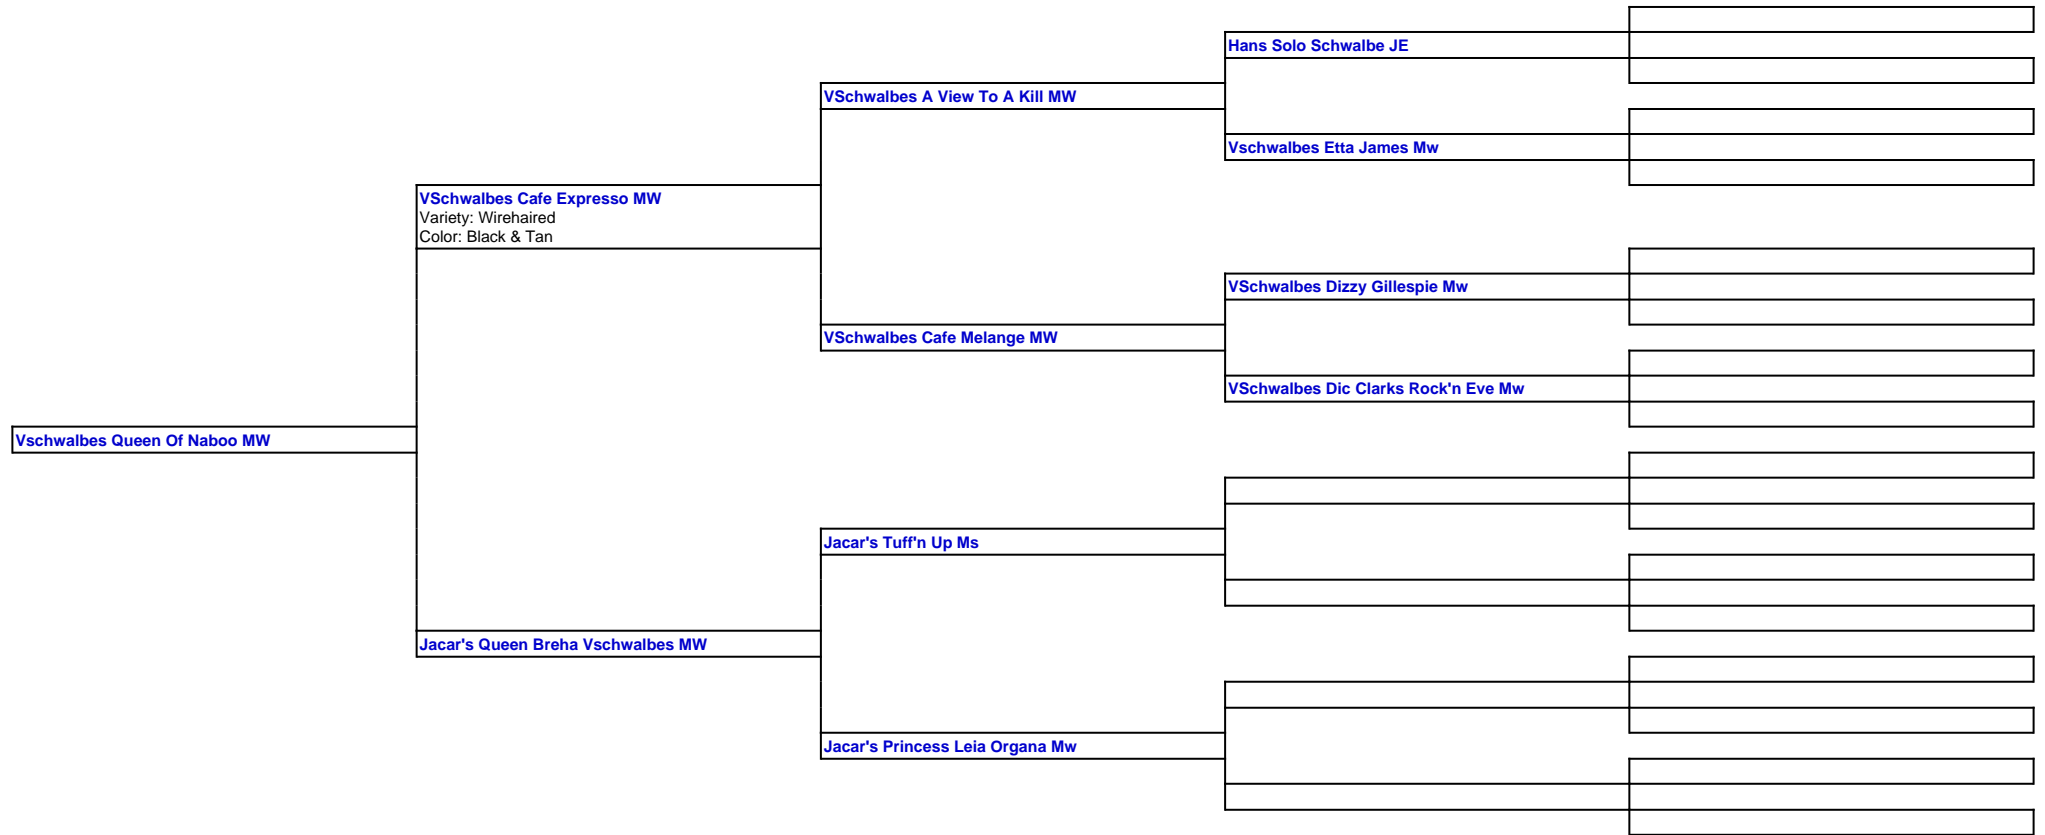 Hans Solo Schwalbe JE
VSchwalbes A View To A Kill MW
Vschwalbes Etta James Mw
VSchwalbes Cafe Expresso MW
Variety: Wirehaired
Color: Black & Tan
VSchwalbes Dizzy Gillespie Mw
VSchwalbes Cafe Melange MW
VSchwalbes Dic Clarks Rock'n Eve Mw
Vschwalbes Queen Of Naboo MW
Jacar's Tuff'n Up Ms
Jacar's Queen Breha Vschwalbes MW
Jacar's Princess Leia Organa Mw